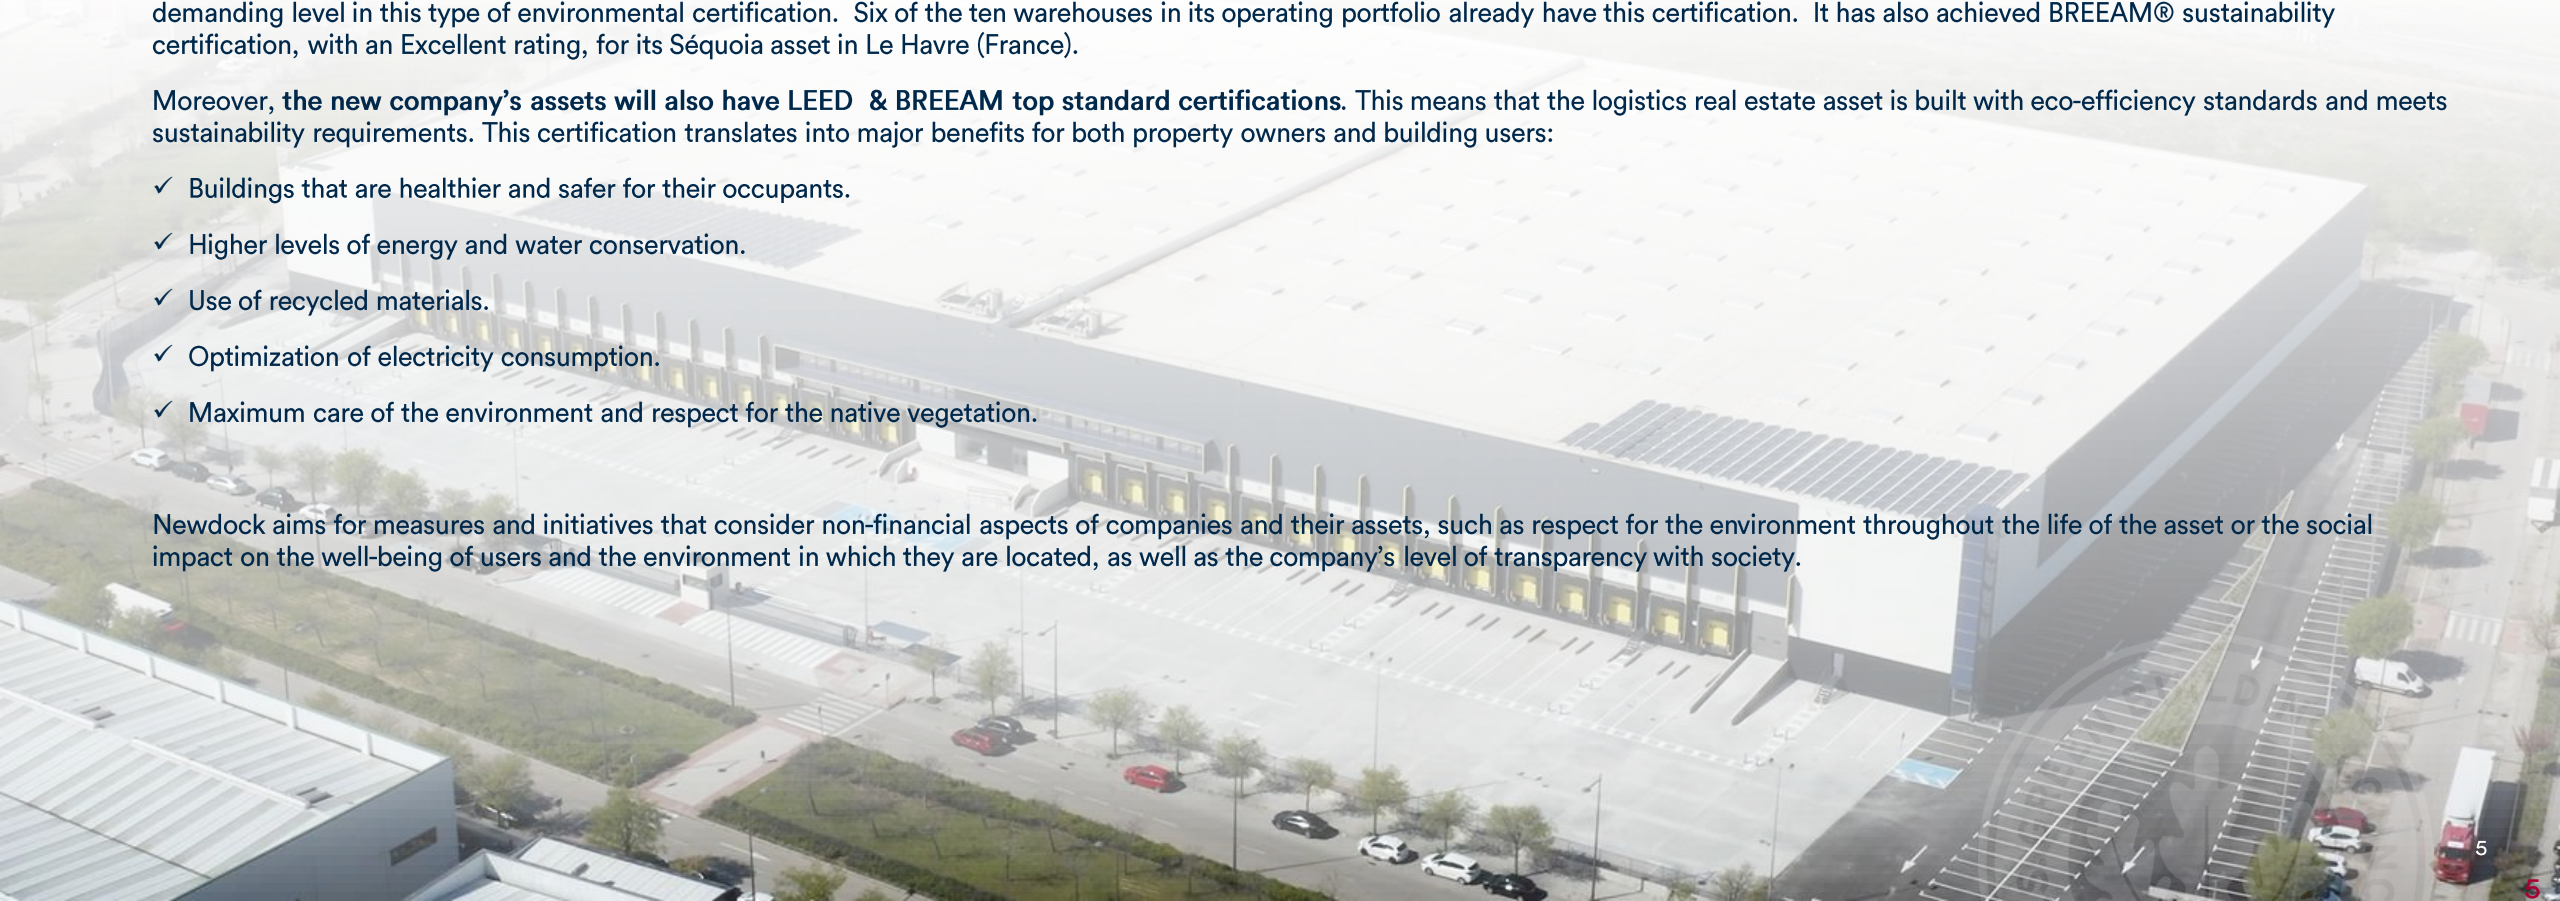 demanding level in this type of environmental certification.  Six of the ten warehouses in its operating portfolio already have this certification.  It has also achieved BREEAM® sustainability
certification, with an Excellent rating, for its Séquoia asset in Le Havre (France).
Moreover, the new company’s assets will also have LEED  & BREEAM top standard certifications. This means that the logistics real estate asset is built with eco-efficiency standards and meets
sustainability requirements. This certification translates into major benefits for both property owners and building users:
✓ Buildings that are healthier and safer for their occupants.
✓ Higher levels of energy and water conservation.
✓ Use of recycled materials.
✓ Optimization of electricity consumption.
✓ Maximum care of the environment and respect for the native vegetation.
Newdock aims for measures and initiatives that consider non-financial aspects of companies and their assets, such as respect for the environment throughout the life of the asset or the social
impact on the well-being of users and the environment in which they are located, as well as the company’s level of transparency with society.
5
5